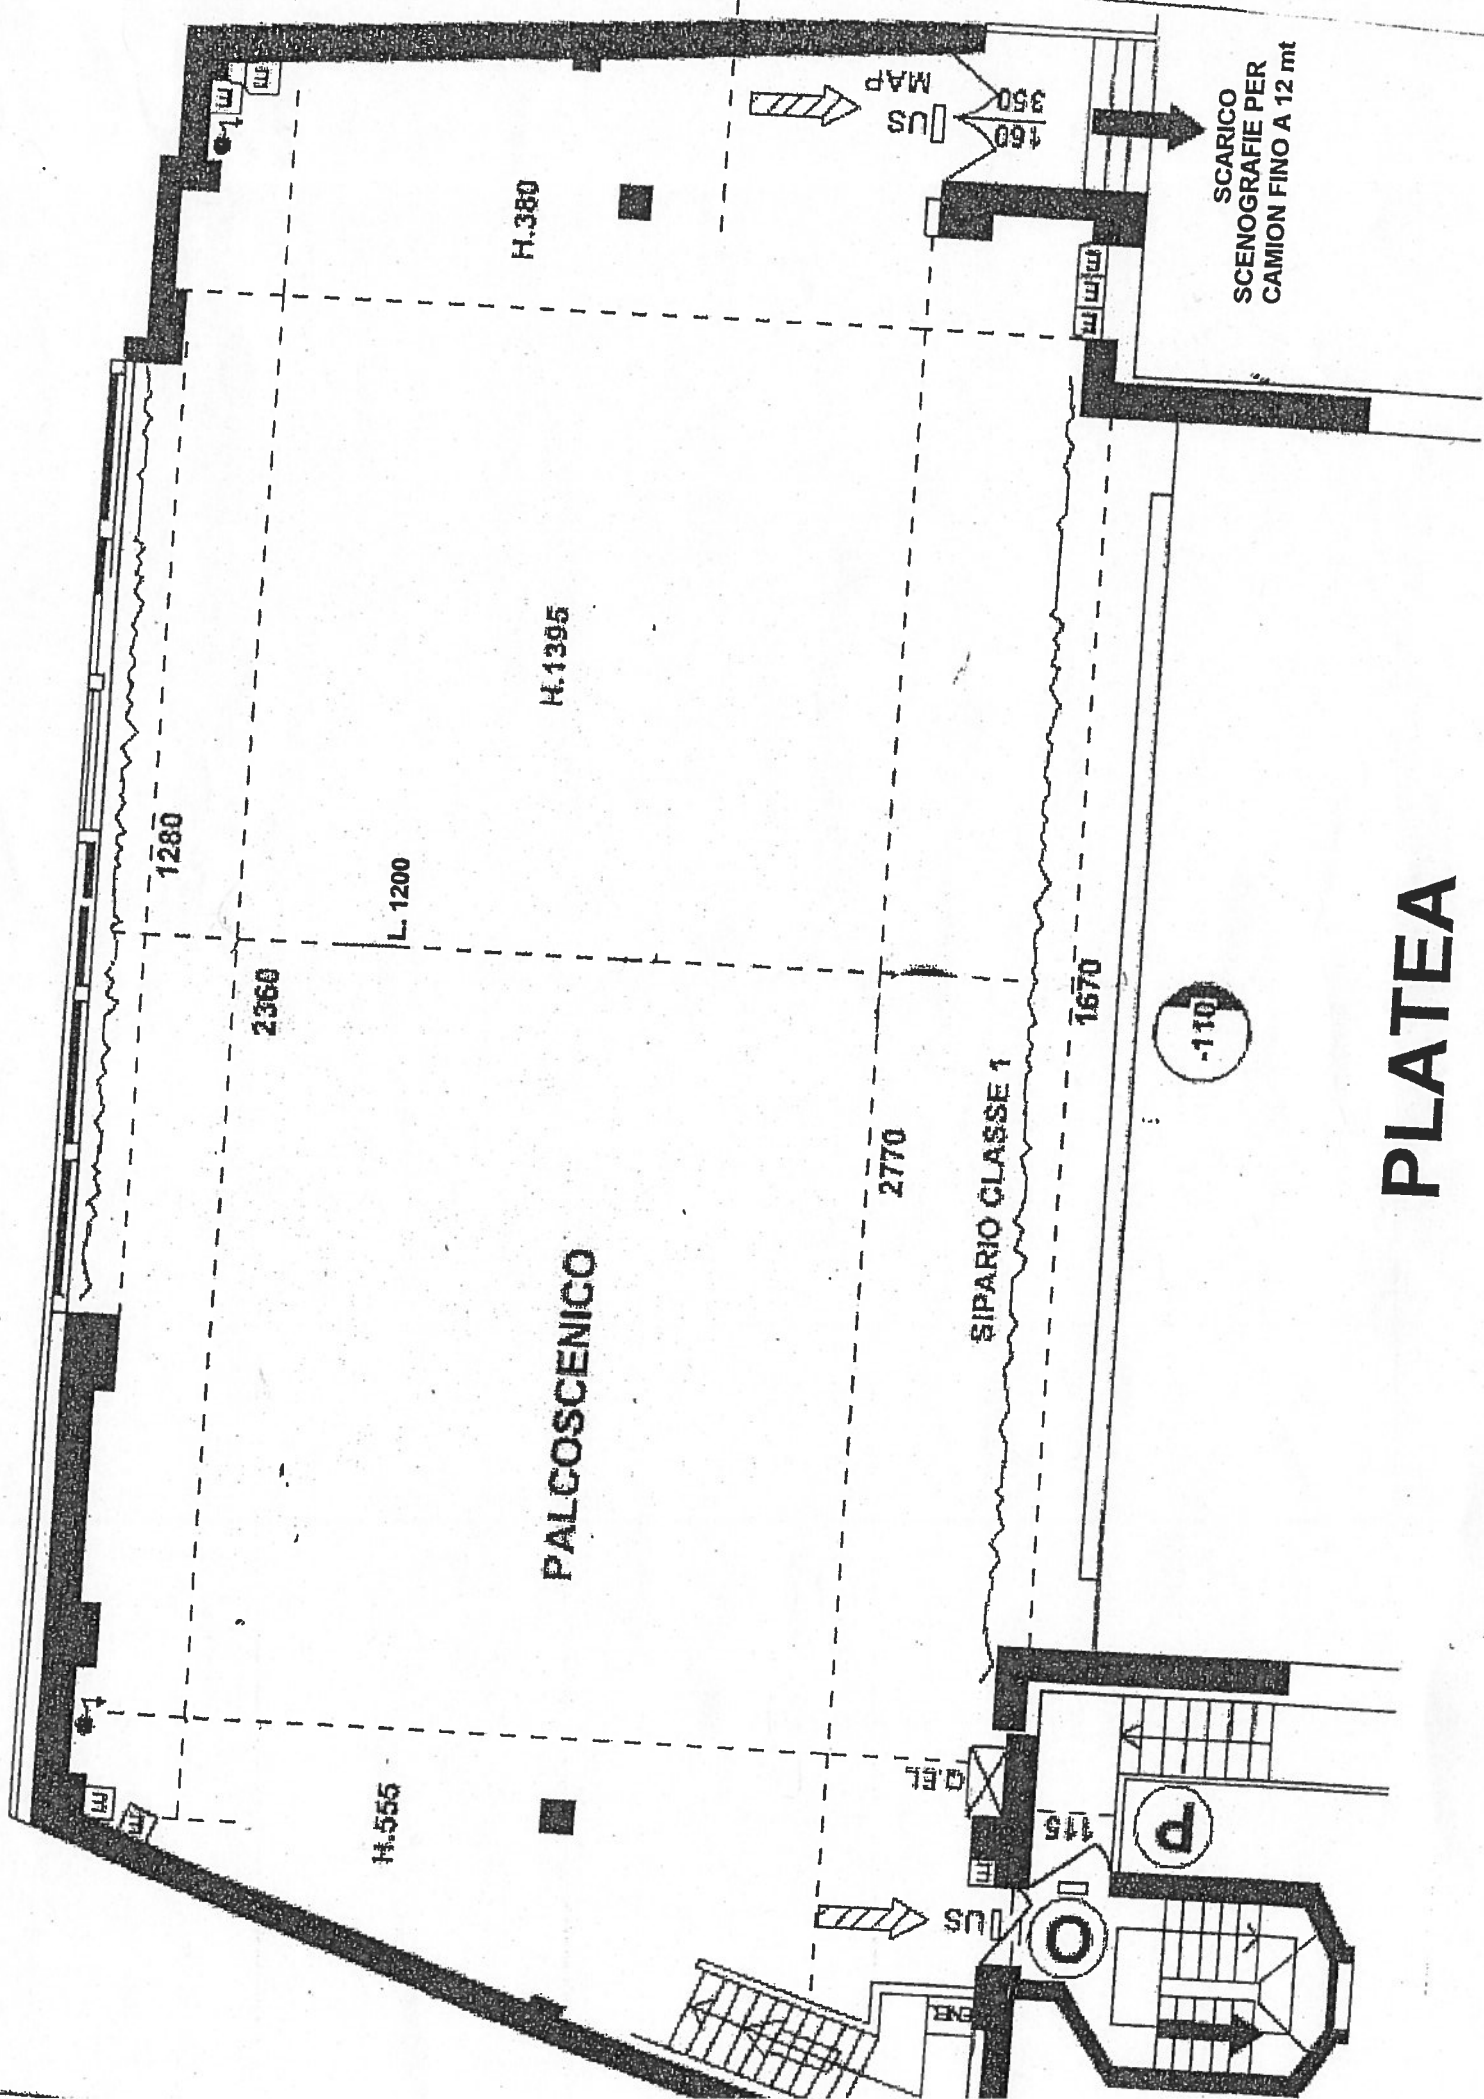 MAP
US
350
160
SCARICO
SCENOGRAFIE PER
CAMION FINO A 12 mt
H.380
E
E
E
E
E
H.1395
1280
L. 1200
2360
2770
1670
SIPARIO CLASSE 1
-110
PLATEA
PALCOSCENICO
H.555
Q.EL
E
E
E
115
P
US
O
ENEL